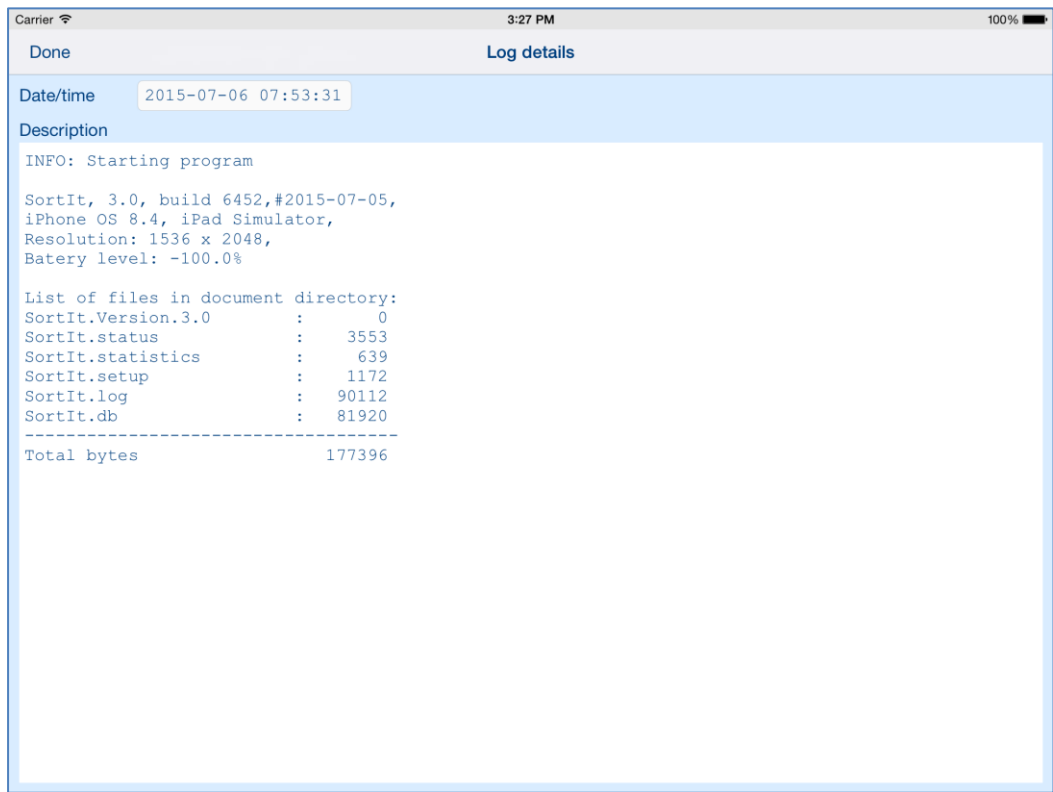 Carrier 3:27 PM 100%
Done Log details
Date/time 2015-07-06 07:53:31
Description
INFO: Starting program
SortIt, 3.0, build 6452,#2015-07-05,
iPhone OS 8.4, iPad Simulator,
Resolution: 1536 x 2048,
Batery level: -100.0%
List of files in document directory:
SortIt.Version.3.0 : 0
SortIt.status : 3553
SortIt.statistics : 639
SortIt.setup : 1172
SortIt.log : 90112
SortIt.db : 81920
------------------------------------
Total bytes 177396